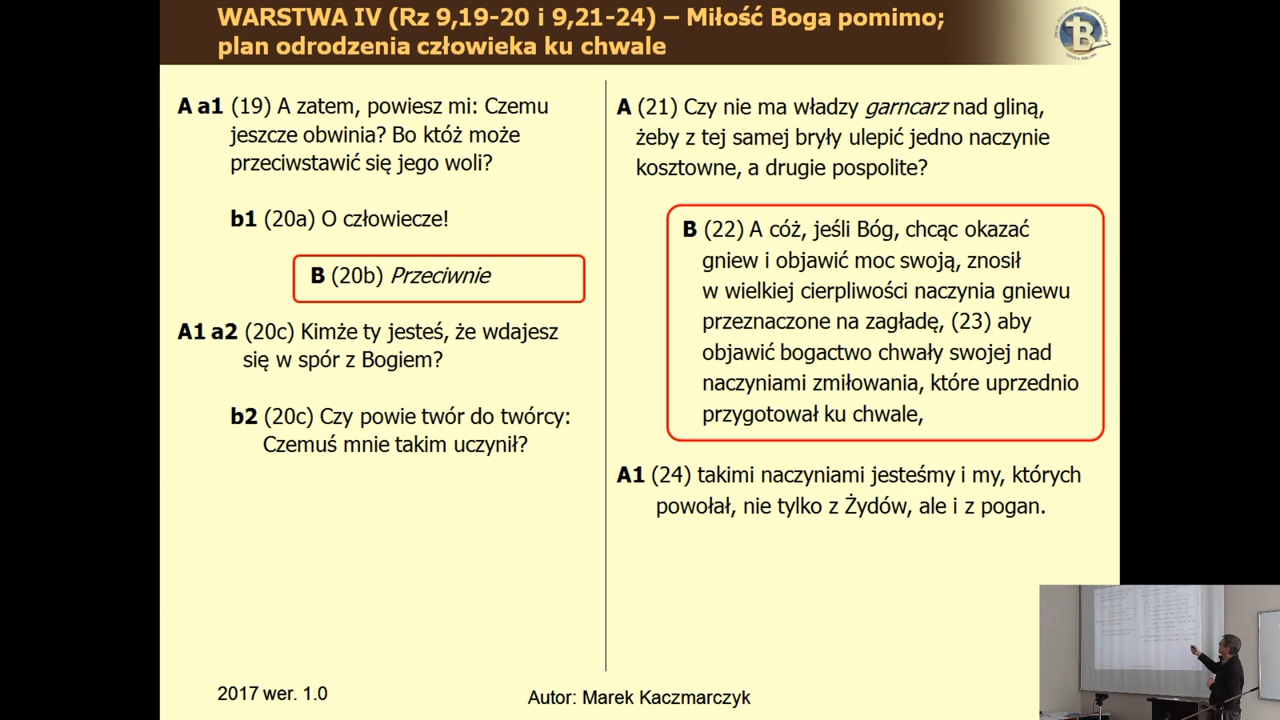 WARSTWA IV (Rz 9,19-20 i 9,21-24) – Miłość Boga pomimo;
plan odrodzenia człowieka ku chwale
A a1 (19) A zatem, powiesz mi: Czemu
jeszcze obwinia? Bo któż może
przeciwstawić się jego woli?
b1 (20a) O człowiecze!
B (20b) Przeciwnie
A1 a2 (20c) Kimże ty jesteś, że wdajesz
się w spór z Bogiem?
b2 (20c) Czy powie twór do twórcy:
Czemuś mnie takim uczynił?
A (21) Czy nie ma władzy garncarz nad gliną,
żeby z tej samej bryły ulepić jedno naczynie
kosztowne, a drugie pospolite?
B (22) A cóż, jeśli Bóg, chcąc okazać
gniew i objawić moc swoją, znosił
w wielkiej cierpliwości naczynia gniewu
przeznaczone na zagładę, (23) aby
objawić bogactwo chwały swojej nad
naczyniami zmiłowania, które uprzednio
przygotował ku chwale,
A1 (24) takimi naczyniami jesteśmy i my, których
powołał, nie tylko z Żydów, ale i z pogan.
2017 wer. 1.0
Autor: Marek Kaczmarczyk